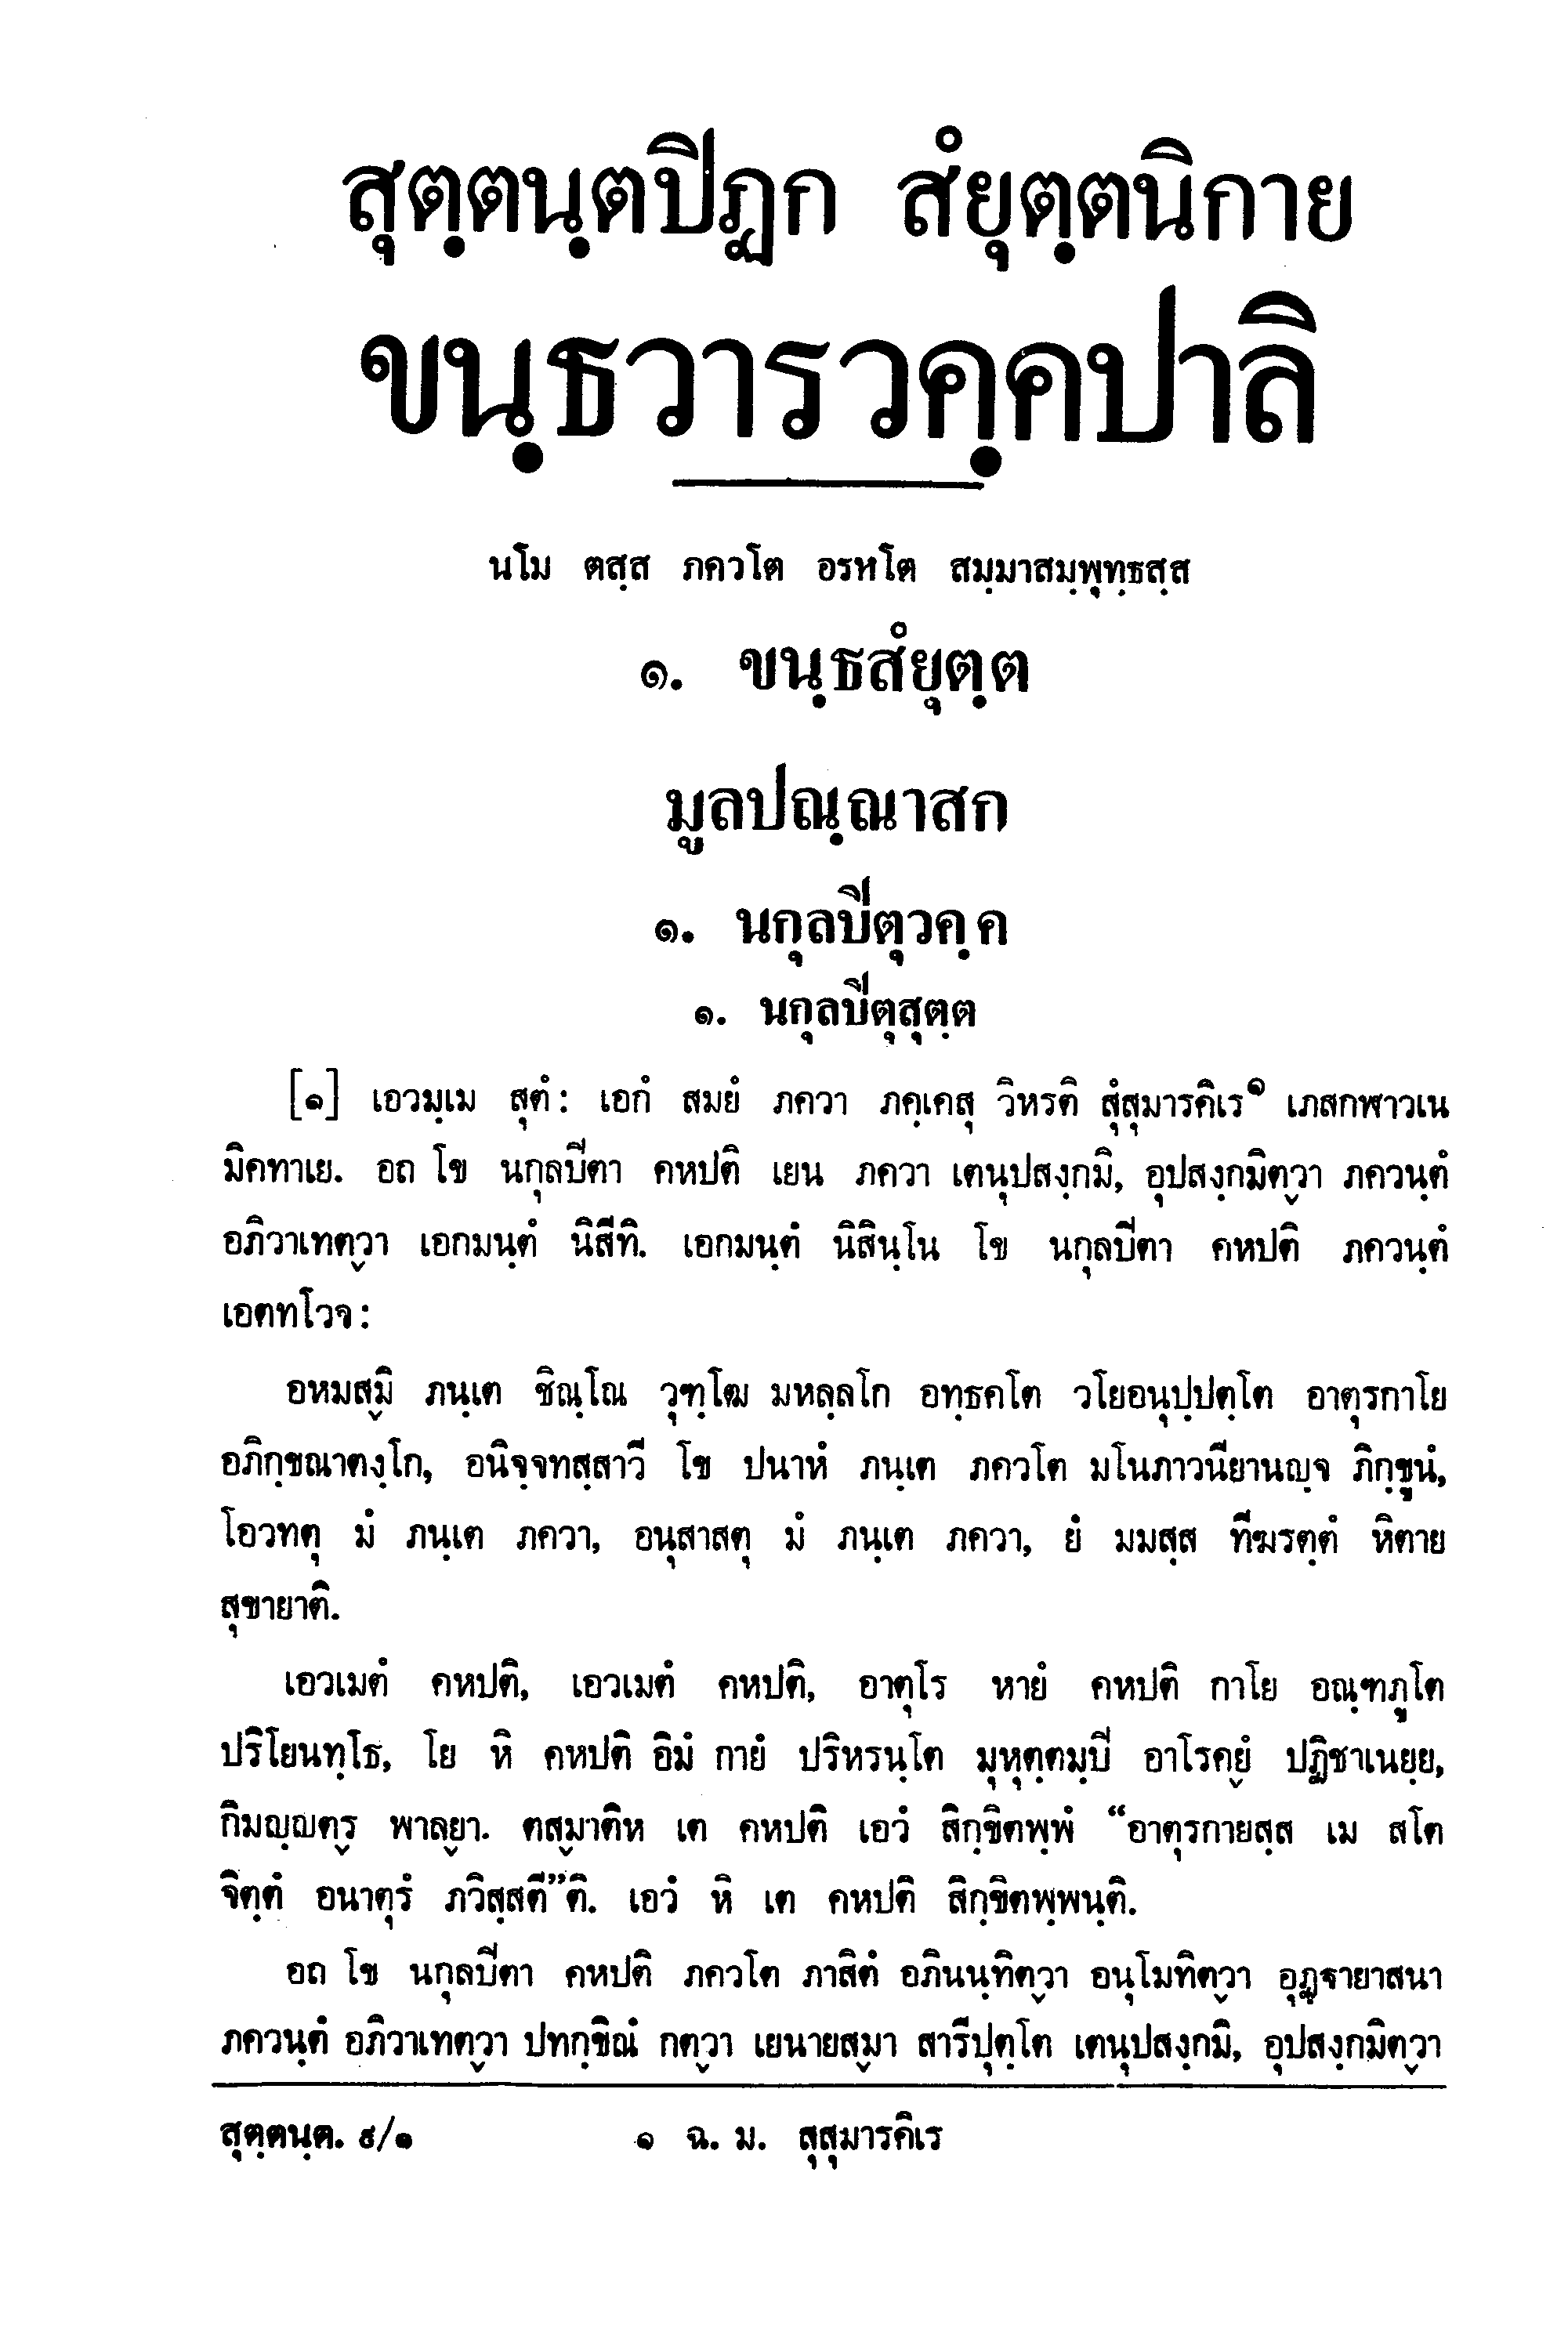 สุตฺตนฺตปิฏก สํยุตฺตนิกาย
ขนฺธวารวคฺคปาลิ
นโม ตสฺส ภควโต อรหโต สมฺมาสมฺพุทฺธสฺส
๑. ขนฺธสํยุตฺต
มูลปณฺณาสก
๑. นกุลปิตุวคฺค
๑. นกุลปิตุสุตฺต
[๑] เอวมฺเม สุตํ: เอกํ สมยํ ภควา ภคฺเคสุ วิหรติ สุํสุมารคิเร๑ เภสกฬาวเน
มิคทาเย. อถ โข นกุลปิตา คหปติ เยน ภควา เตนุปสงฺกมิ, อุปสงฺกมิตฺวา ภควนฺตํ
อภิวาเทตฺวา เอกมนฺตํ นิสีทิ. เอกมนฺตํ นิสินฺโน โข นกุลปิตา คหปติ ภควนฺตํ
เอตทโวจ:
อหมสฺมิ ภนฺเต ชิณฺโณ วุฑฺโฒ มหลฺลโก อทฺธคโต วโยอนุปฺปตฺโต อาตุรกาโย
อภิกฺขณาตงฺโก, อนิจฺจทสฺสาวี โข ปนาหํ ภนฺเต ภควโต มโนภาวนียานญฺจ ภิกฺขูนํ,
โอวทตุ มํ ภนฺเต ภควา, อนุสาสตุ มํ ภนฺเต ภควา, ยํ มมสฺส ทีฆรตฺตํ หิตาย
สุขายาติ.
เอวเมตํ คหปติ, เอวเมตํ คหปติ, อาตุโร หายํ คหปติ กาโย อณฺฑภูโต
ปริโยนทฺโธ, โย หิ คหปติ อิมํ กายํ ปริหรนฺโต มุหุตฺตมฺปิ อาโรคฺยํ ปฏิชาเนยฺย,
กิมญฺญตฺร พาลฺยา. ตสฺมาติห เต คหปติ เอวํ สิกฺขิตพฺพํ “อาตุรกายสฺส เม สโต
จิตฺตํ อนาตุรํ ภวิสฺสตี”ติ. เอวํ หิ เต คหปติ สิกฺขิตพฺพนฺติ.
อถ โข นกุลปิตา คหปติ ภควโต ภาสิตํ อภินนฺทิตฺวา อนุโมทิตฺวา อุฏฺฐายาสนา
ภควนฺตํ อภิวาเทตฺวา ปทกฺขิณํ กตฺวา เยนายสฺมา สารีปุตฺโต เตนุปสงฺกมิ, อุปสงฺกมิตฺวา
สุตฺตนฺต. ๙/๑ ๑ ฉ. ม. สุสุมารคิเร